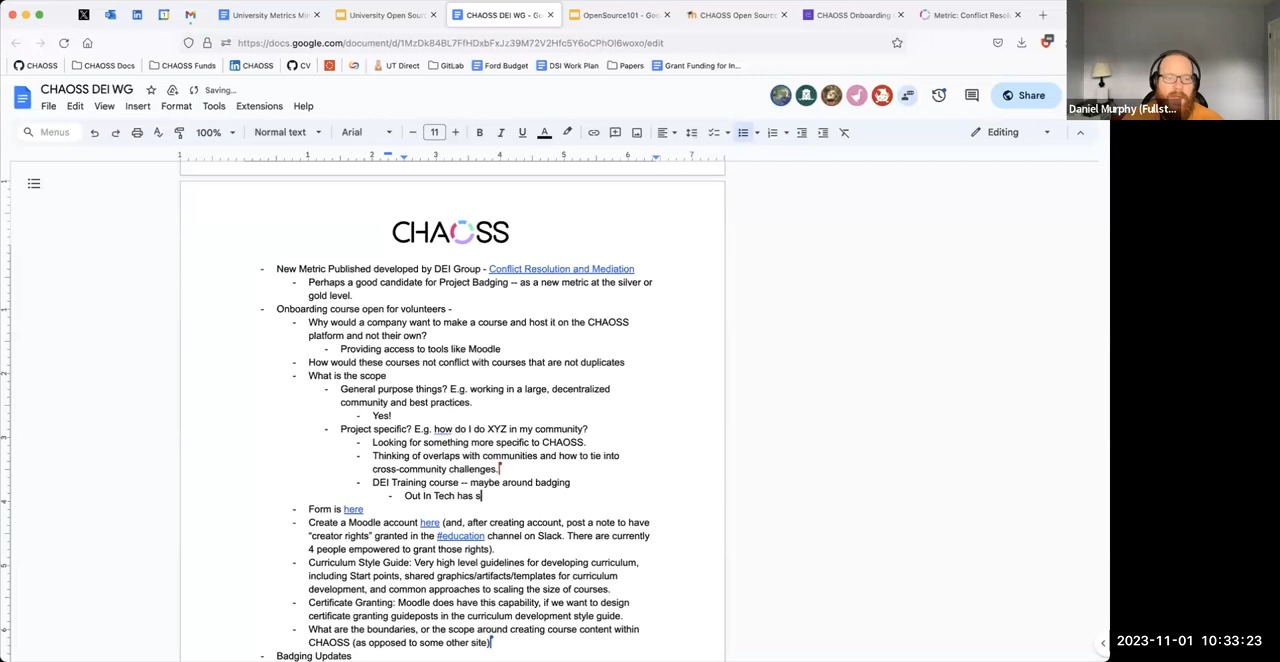 University Metrics Mi
University Open Sour
CHAOSS DEI WG - Go
OpenSource101 - Goo
CHAOSS Open Sourc
CHAOSS Onboarding
Metric: Conflict Resol
https://docs.google.com/document/d/1MzDk84BL7FfHDxbFxJz39M72V2Hfc5Y6oCPhOl6woxo/edit
CHAOSS
CHAOSS Docs
CHAOSS Funds
CHAOSS
CV
UT Direct
GitLab
Ford Budget
DSI Work Plan
Papers
Grant Funding for In...
Daniel Murphy (Fullst...
CHAOSS DEI WG
Saving...
File Edit View Insert Format Tools Extensions Help
Share
Menus
100%
Normal text
Arial
11
Editing
1 1 2 3 4 5 6 7
CHAOSS
- New Metric Published developed by DEI Group - Conflict Resolution and Mediation
- Perhaps a good candidate for Project Badging -- as a new metric at the silver or
gold level.
- Onboarding course open for volunteers -
- Why would a company want to make a course and host it on the CHAOSS
platform and not their own?
- Providing access to tools like Moodle
- How would these courses not conflict with courses that are not duplicates
- What is the scope
- General purpose things? E.g. working in a large, decentralized
community and best practices.
- Yes!
- Project specific? E.g. how do I do XYZ in my community?
- Looking for something more specific to CHAOSS.
- Thinking of overlaps with communities and how to tie into
cross-community challenges.
- DEI Training course -- maybe around badging
- Out In Tech has s
- Form is here
- Create a Moodle account here (and, after creating account, post a note to have
“creator rights” granted in the #education channel on Slack. There are currently
4 people empowered to grant those rights).
- Curriculum Style Guide: Very high level guidelines for developing curriculum,
including Start points, shared graphics/artifacts/templates for curriculum
development, and common approaches to scaling the size of courses.
- Certificate Granting: Moodle does have this capability, if we want to design
certificate granting guideposts in the curriculum development style guide.
- What are the boundaries, or the scope around creating course content within
CHAOSS (as opposed to some other site)
- Badging Updates
2023-11-01 10:33:23